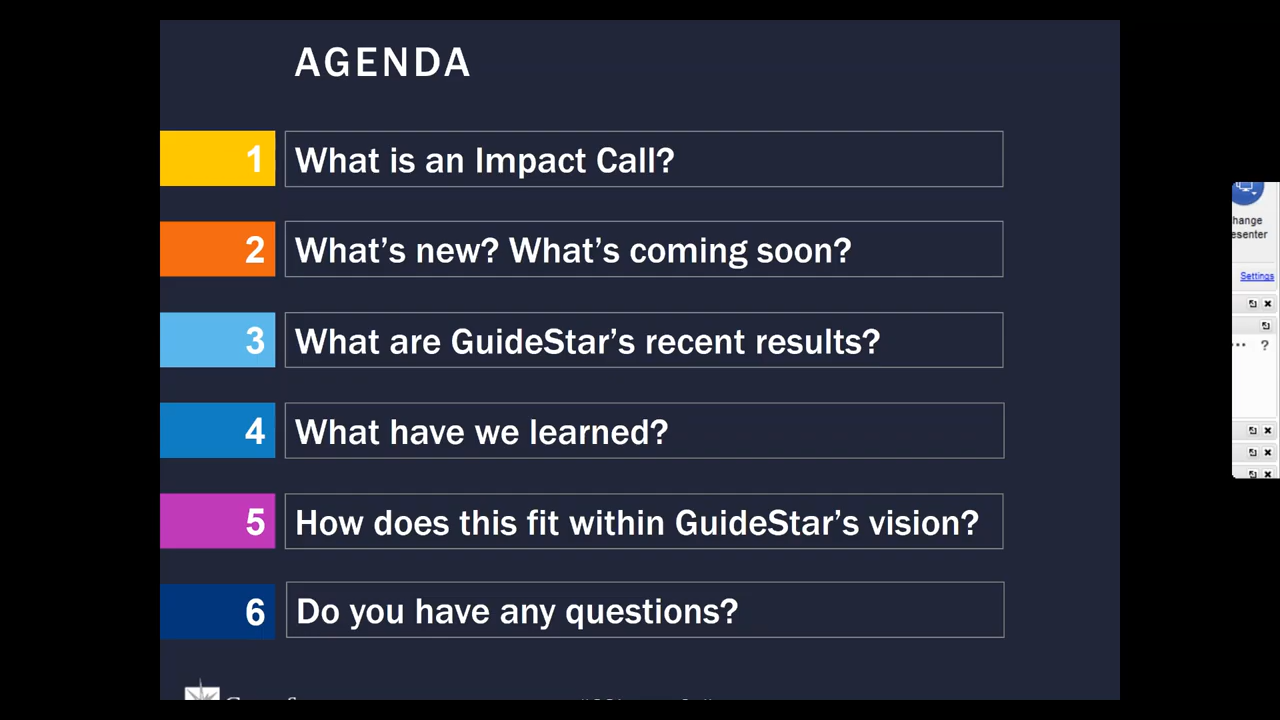 AGENDA
1 What is an Impact Call?
2 What’s new? What’s coming soon?
3 What are GuideStar’s recent results?
4 What have we learned?
5 How does this fit within GuideStar’s vision?
6 Do you have any questions?
hange
esenter
Settings
... ?